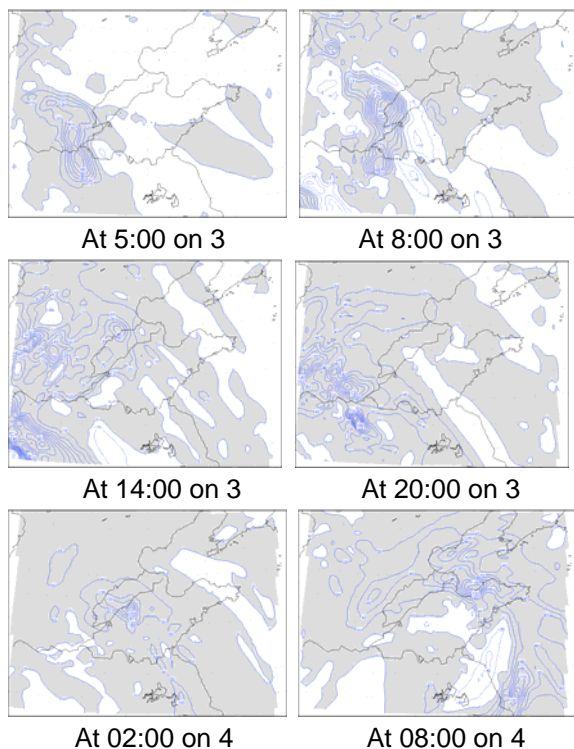 At 5:00 on 3
At 8:00 on 3
At 14:00 on 3
At 20:00 on 3
At 02:00 on 4
At 08:00 on 4